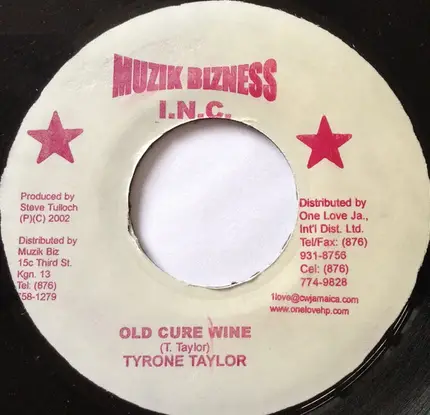 MUZIK BIZNESS
I.N.C.
Produced by
Steve Tulloch
(P)(C) 2002
Distributed by
Muzik Biz
15c Third St.
Kgn. 13
Tel: (876)
758-1279
Distributed by
One Love Ja.,
Int'l Dist. Ltd.
Tel/Fax: (876)
931-8756
Cel: (876)
774-9828
1love@cwjamaica.com
www.onelovehp.com
OLD CURE WINE
(T. Taylor)
TYRONE TAYLOR